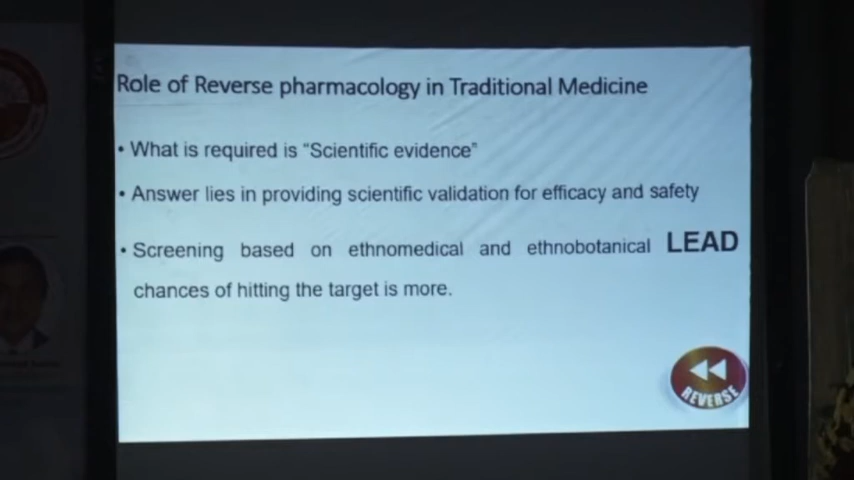 Role of Reverse pharmacology in Traditional Medicine
• What is required is “Scientific evidence”
• Answer lies in providing scientific validation for efficacy and safety
• Screening based on ethnomedical and ethnobotanical LEAD
chances of hitting the target is more.
REVERSE